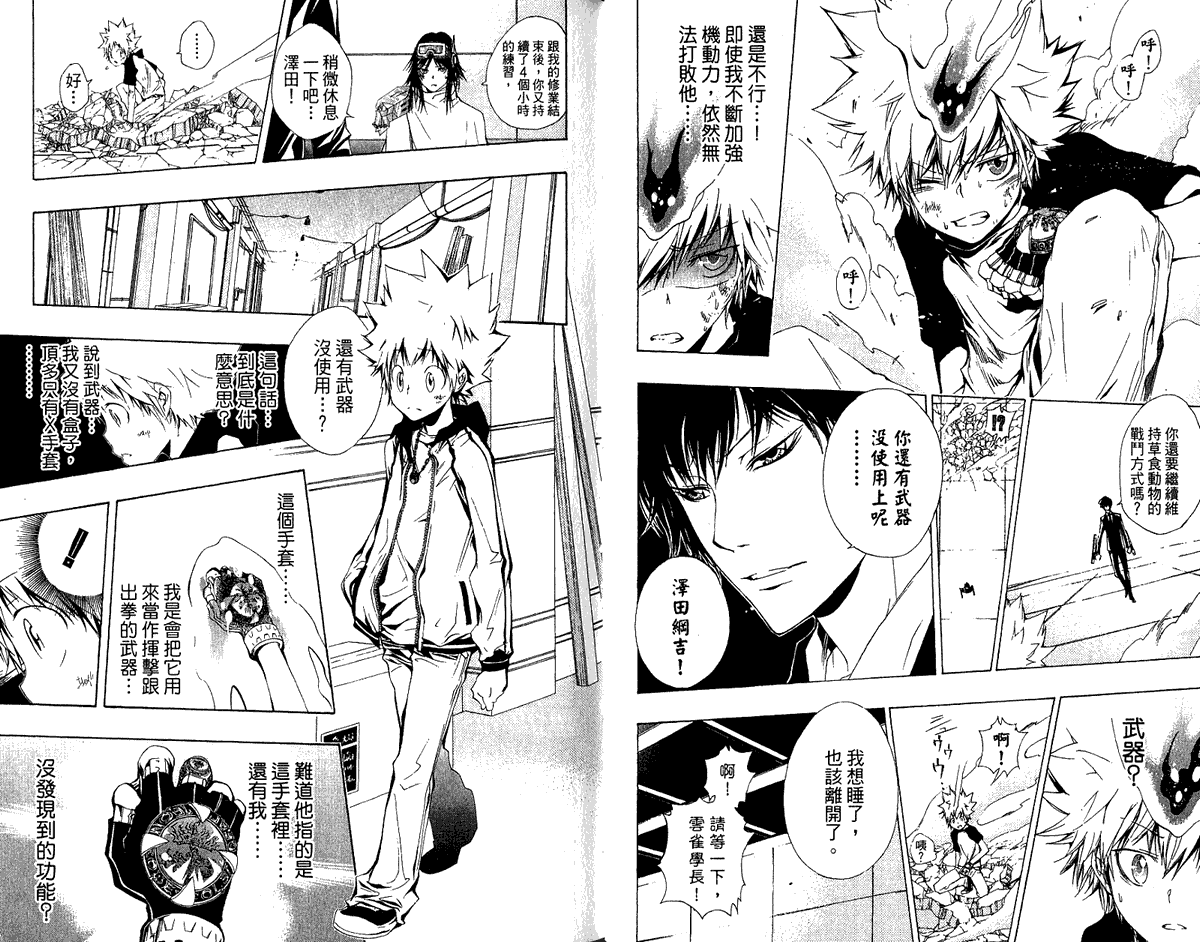 呼！
呼！
呼！
還是不行…！
即使我不斷加強
機動力，依然無
法打敗他……
你還要繼續維
持草食動物的
戰鬥方式嗎？
!?
你還有武器
没使用上呢
………
澤田綱吉！
武器？
啊！
咦？
我想睡了，
也該離開了。
啊！
請等一下，
雲雀學長！
跟我的修業結
束後，你又持
續了4個小時
的練習，
稍微休息
一下吧…
澤田！
……
好…
還有武器
沒使用…？
這句話…
到底是什
麼意思？
說到武器…
我又沒有盒子，
頂多只有X手套
………
這個手套……
我是會把它用
來當作揮擊跟
出拳的武器…
！
難道他指的是
這手套裡……
還有我……
沒發現到的功能？